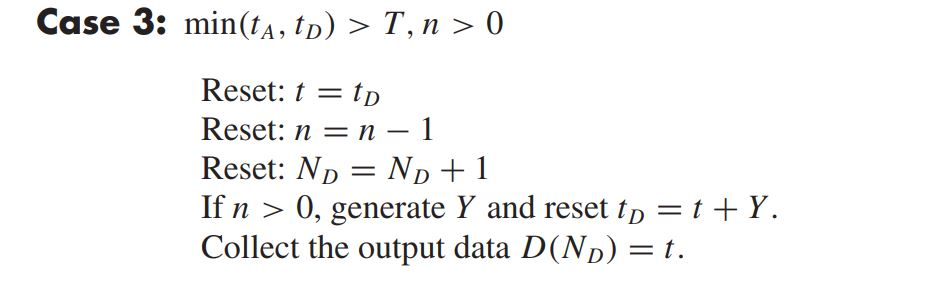 Case 3: min(t_A, t_D) > T, n > 0
Reset: t = t_D
Reset: n = n − 1
Reset: N_D = N_D + 1
If n > 0, generate Y and reset t_D = t + Y.
Collect the output data D(N_D) = t.